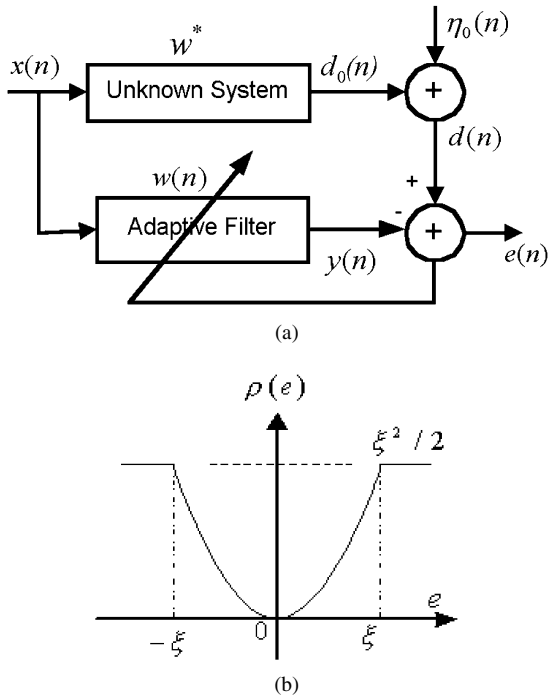 w*
η₀(n)
x(n)
Unknown System
d₀(n)
+
d(n)
w(n)
+
Adaptive Filter
-
+
y(n)
e(n)
(a)
ρ(e)
ξ² / 2
0
e
-ξ
ξ
(b)